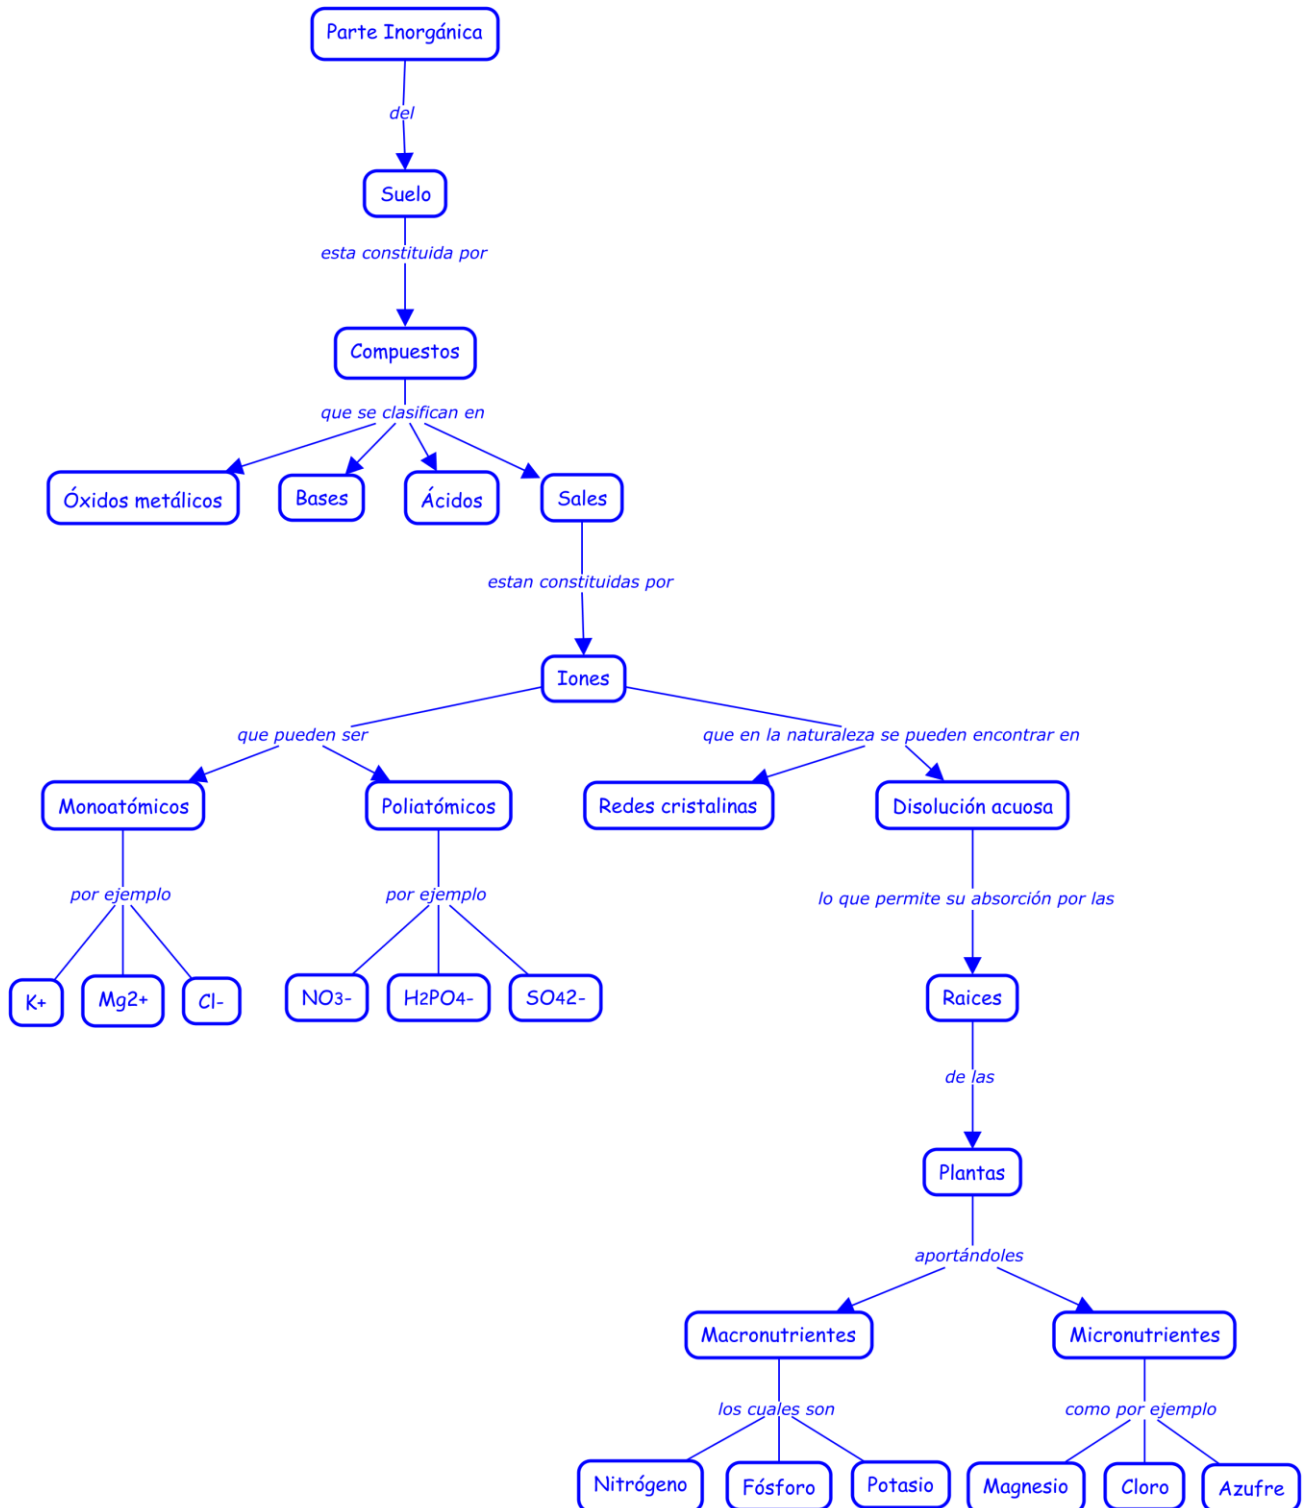 Parte Inorgánica
del
Suelo
esta constituida por
Compuestos
que se clasifican en
Óxidos metálicos
Bases
Ácidos
Sales
estan constituidas por
Iones
que pueden ser
que en la naturaleza se pueden encontrar en
Monoatómicos
Poliatómicos
Redes cristalinas
Disolución acuosa
por ejemplo
por ejemplo
lo que permite su absorción por las
K+
Mg2+
Cl-
NO3-
H2PO4-
SO42-
Raices
de las
Plantas
aportándoles
Macronutrientes
Micronutrientes
los cuales son
como por ejemplo
Nitrógeno
Fósforo
Potasio
Magnesio
Cloro
Azufre